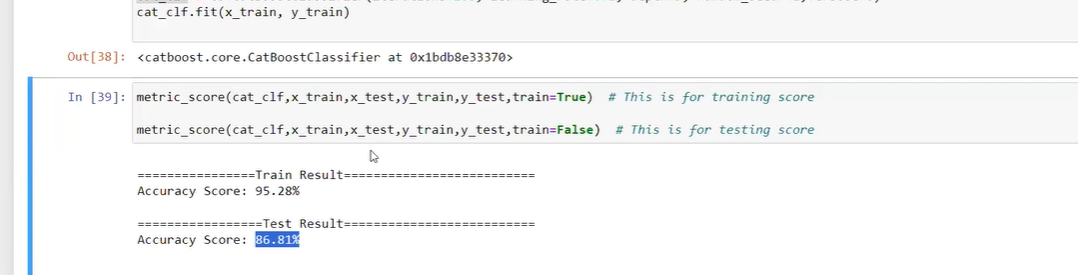 cat_clf.fit(x_train, y_train)
Out[38]: <catboost.core.CatBoostClassifier at 0x1bdb8e33370>
In [39]: metric_score(cat_clf,x_train,x_test,y_train,y_test,train=True)  # This is for training score
metric_score(cat_clf,x_train,x_test,y_train,y_test,train=False)  # This is for testing score
================Train Result==========================
Accuracy Score: 95.28%
=================Test Result==========================
Accuracy Score: 86.81%